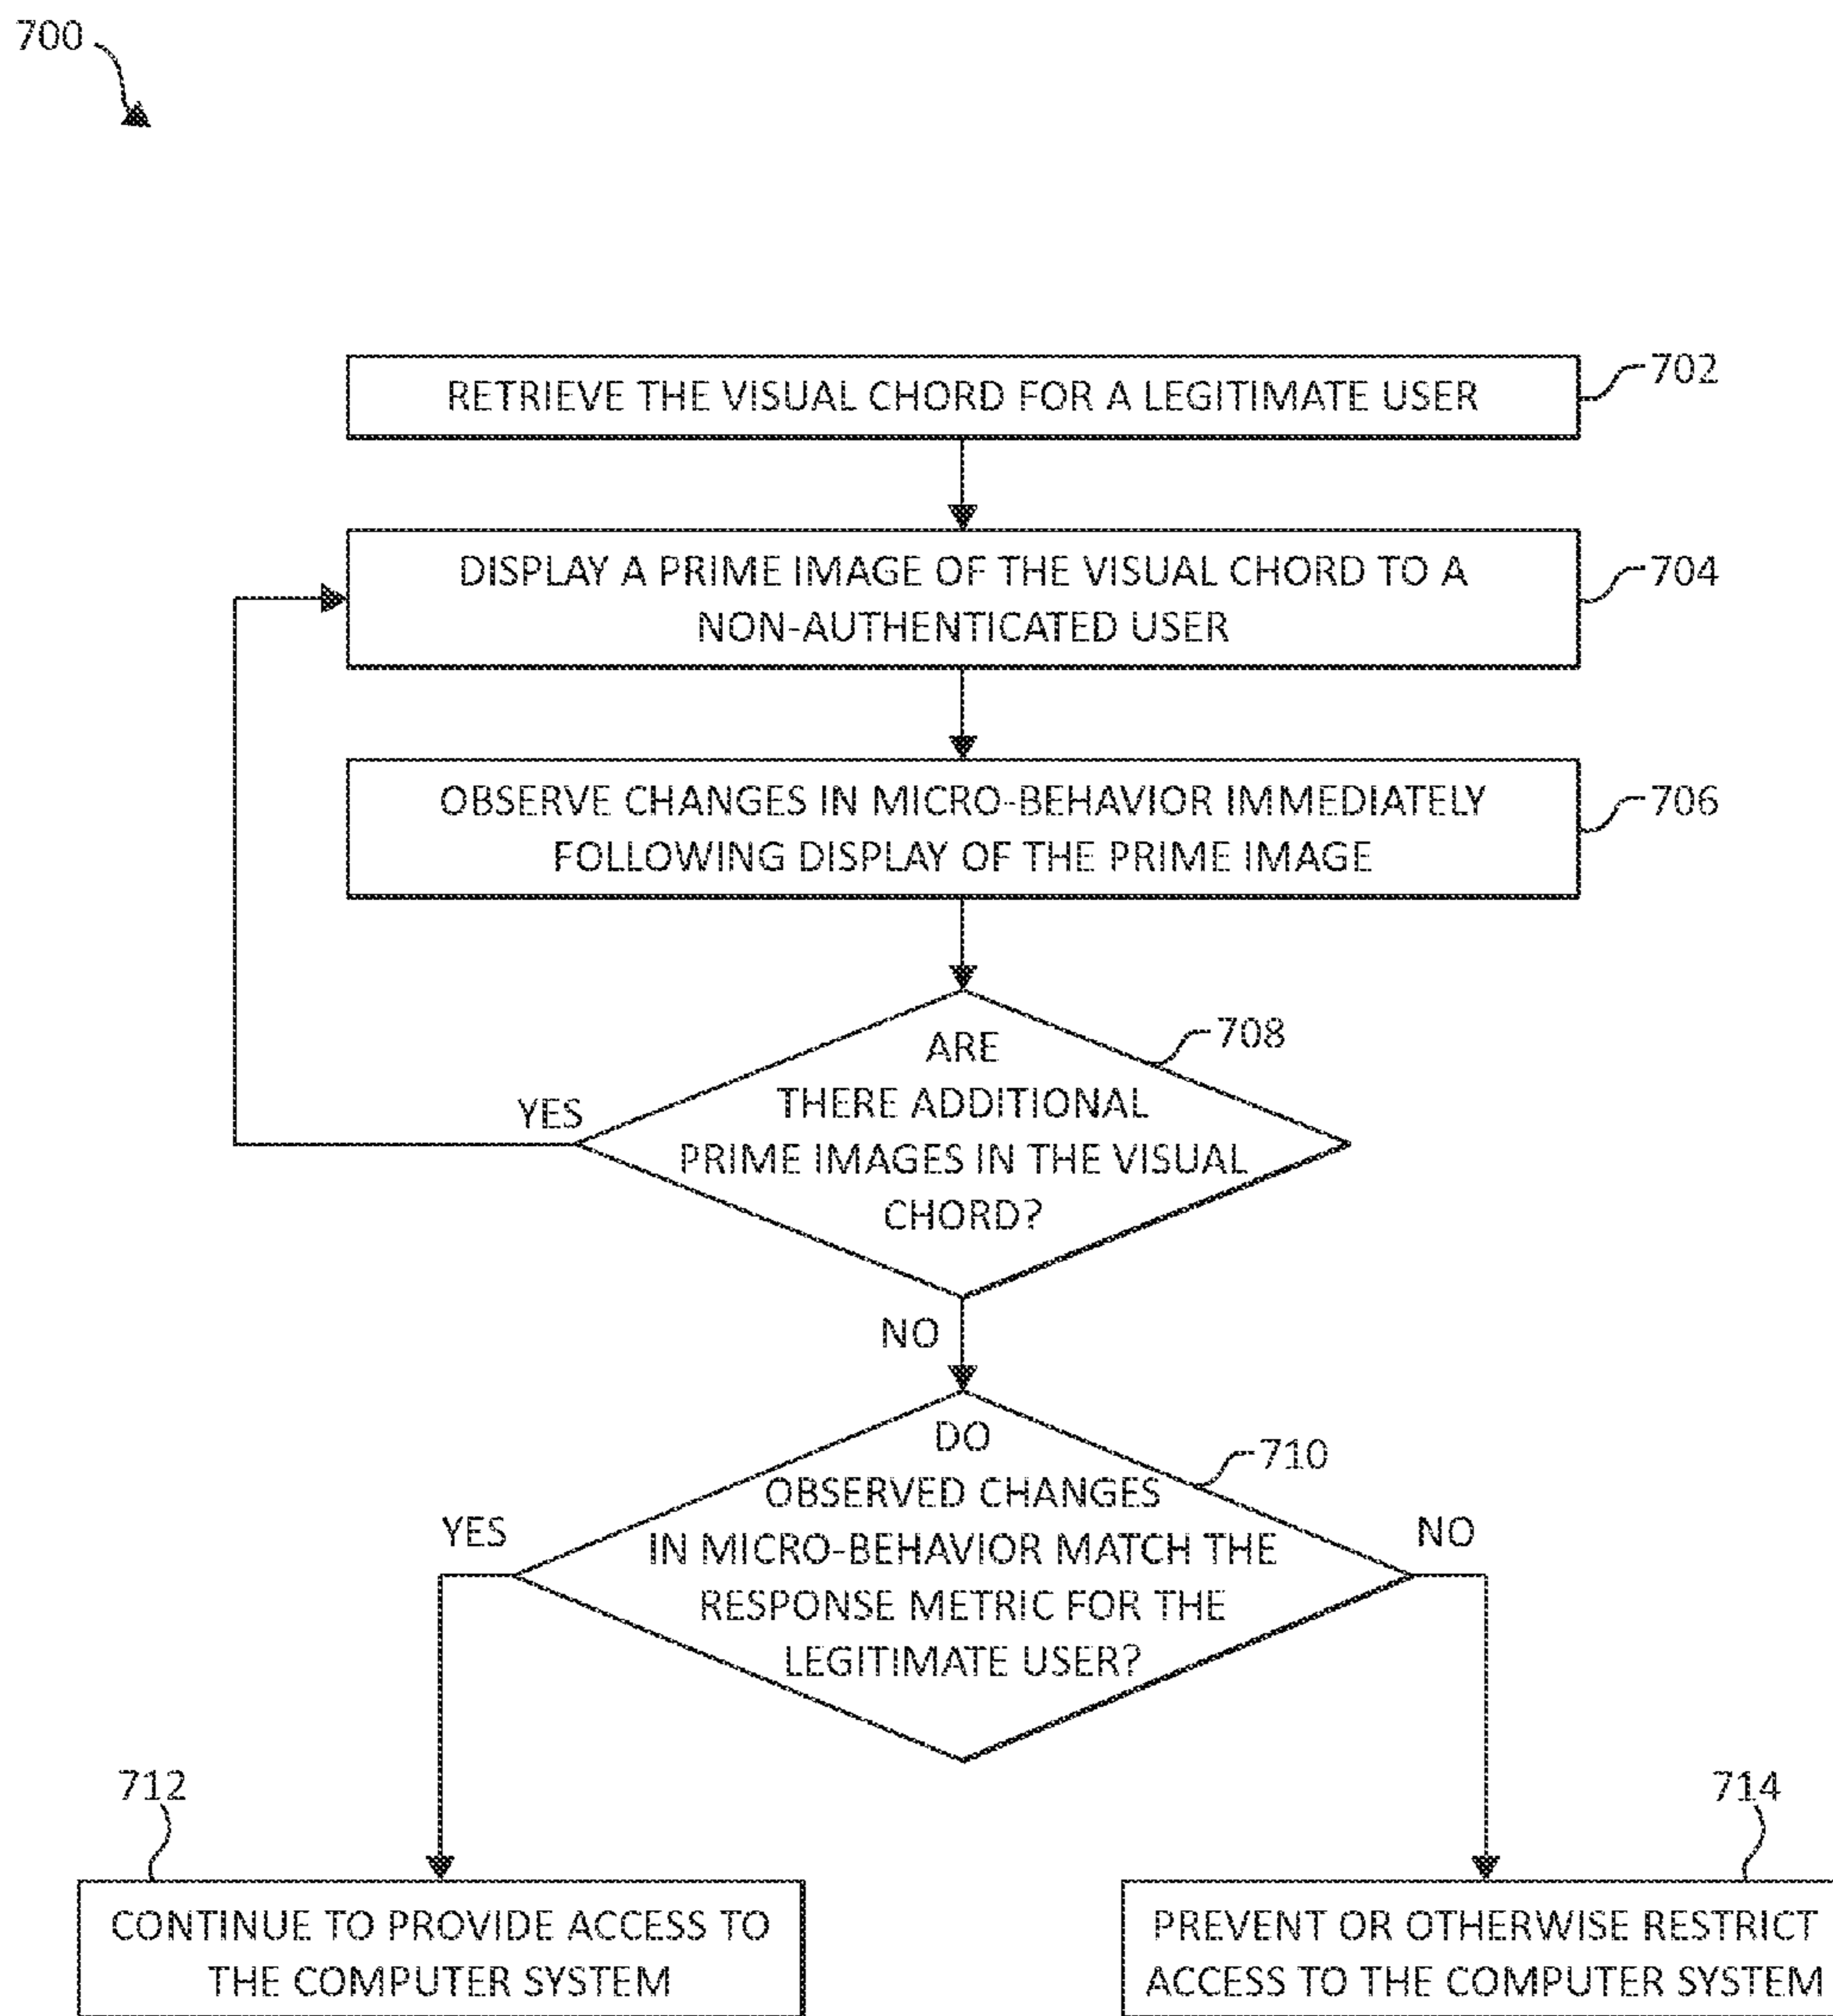 700
RETRIEVE THE VISUAL CHORD FOR A LEGITIMATE USER
702
DISPLAY A PRIME IMAGE OF THE VISUAL CHORD TO A
NON-AUTHENTICATED USER
704
OBSERVE CHANGES IN MICRO-BEHAVIOR IMMEDIATELY
FOLLOWING DISPLAY OF THE PRIME IMAGE
706
708
ARE
THERE ADDITIONAL
PRIME IMAGES IN THE VISUAL
CHORD?
YES
NO
710
DO
OBSERVED CHANGES
IN MICRO-BEHAVIOR MATCH THE
RESPONSE METRIC FOR THE
LEGITIMATE USER?
YES
NO
712
CONTINUE TO PROVIDE ACCESS TO
THE COMPUTER SYSTEM
714
PREVENT OR OTHERWISE RESTRICT
ACCESS TO THE COMPUTER SYSTEM